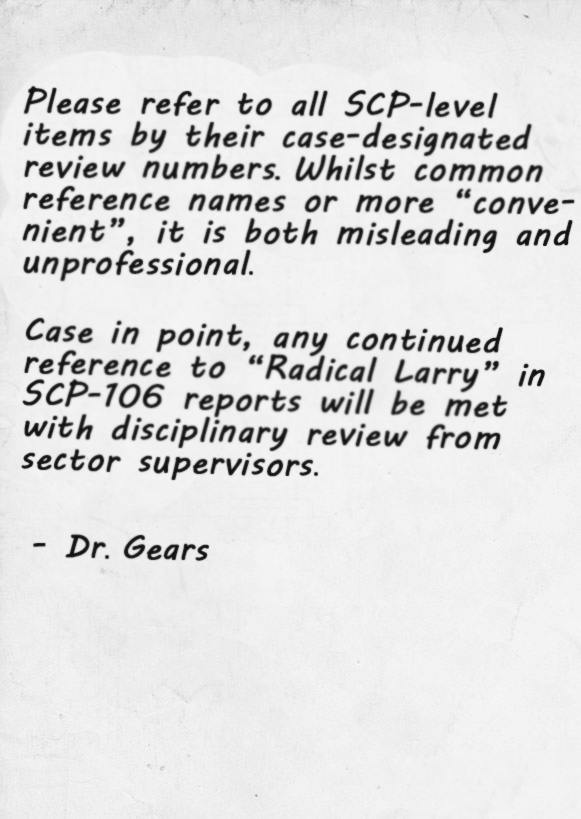 Please refer to all SCP-level
items by their case-designated
review numbers. Whilst common
reference names or more “conve-
nient”, it is both misleading and
unprofessional.
Case in point, any continued
reference to “Radical Larry” in
SCP-106 reports will be met
with disciplinary review from
sector supervisors.
- Dr. Gears